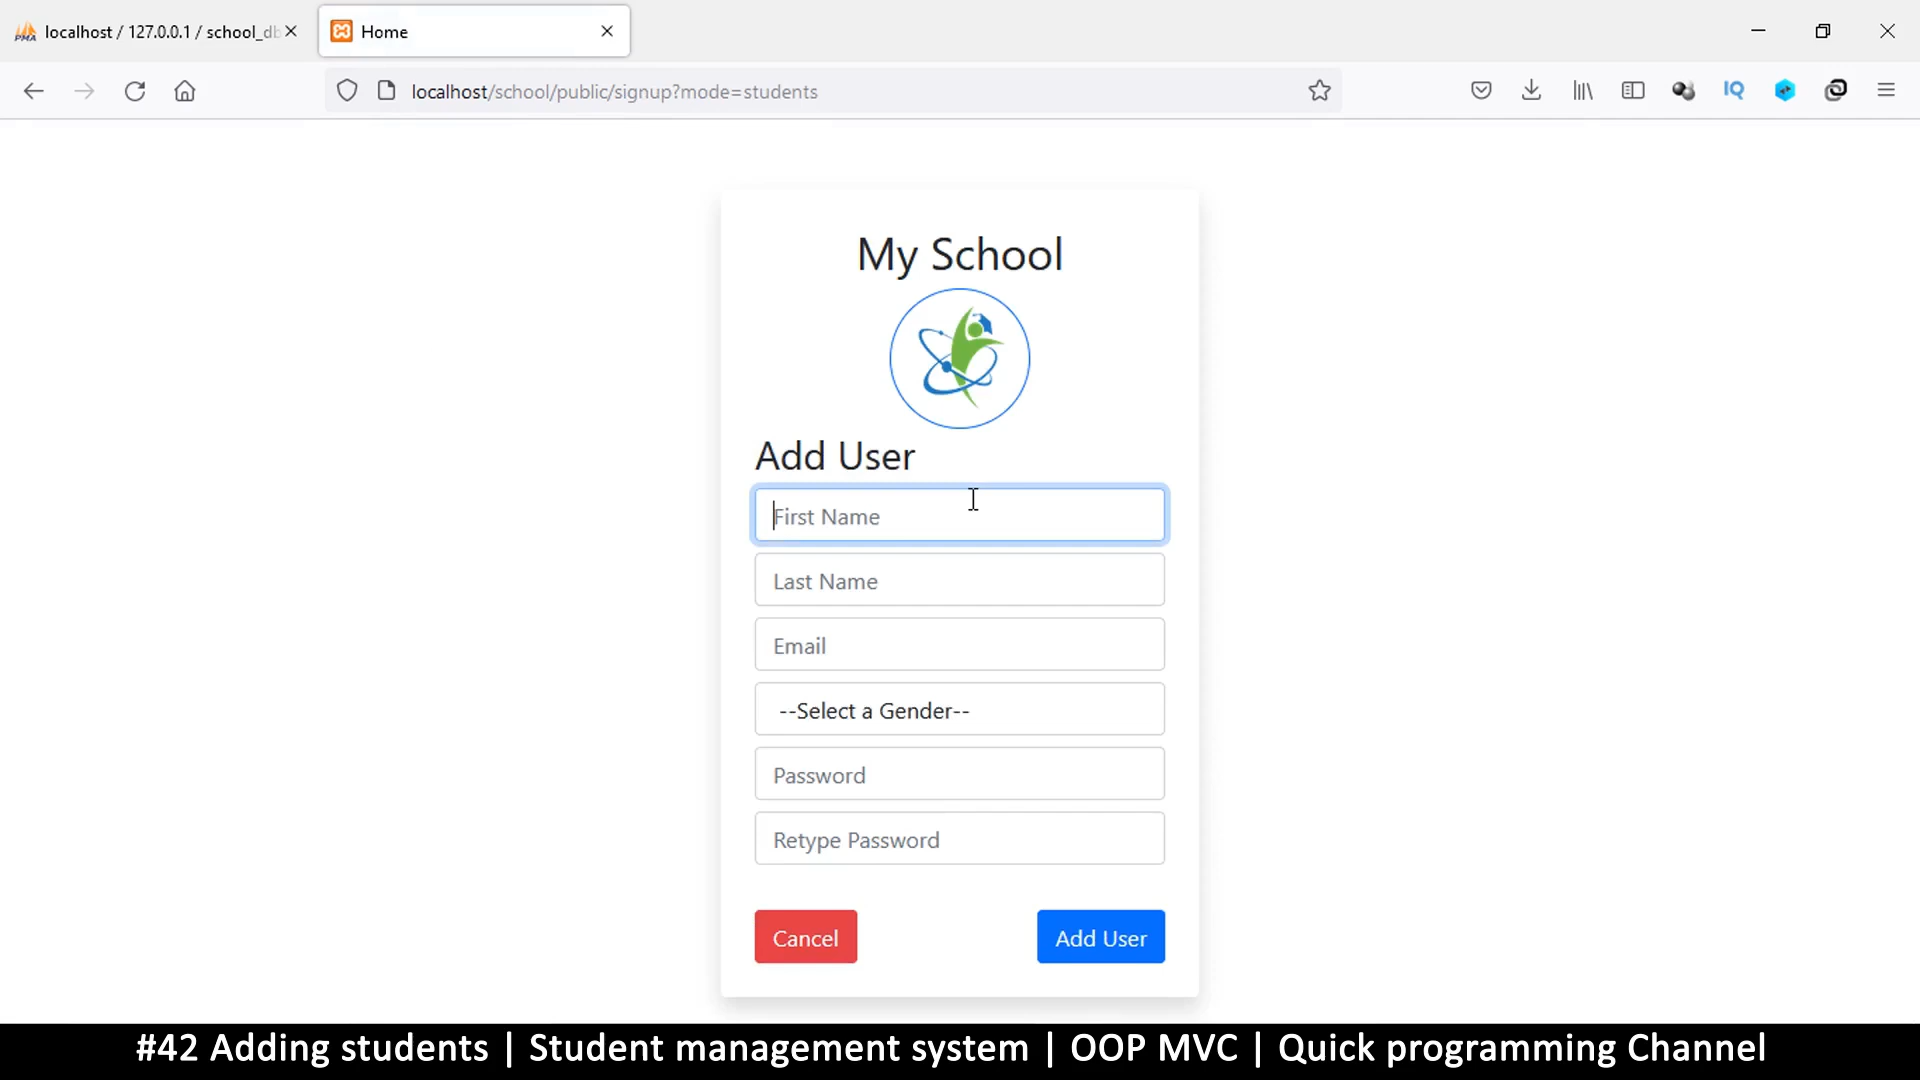 localhost / 127.0.0.1 / school_db
Home
localhost/school/public/signup?mode=students
IQ
My School
Add User
First Name
Last Name
Email
--Select a Gender--
Password
Retype Password
Cancel
Add User
#42 Adding students | Student management system | OOP MVC | Quick programming Channel